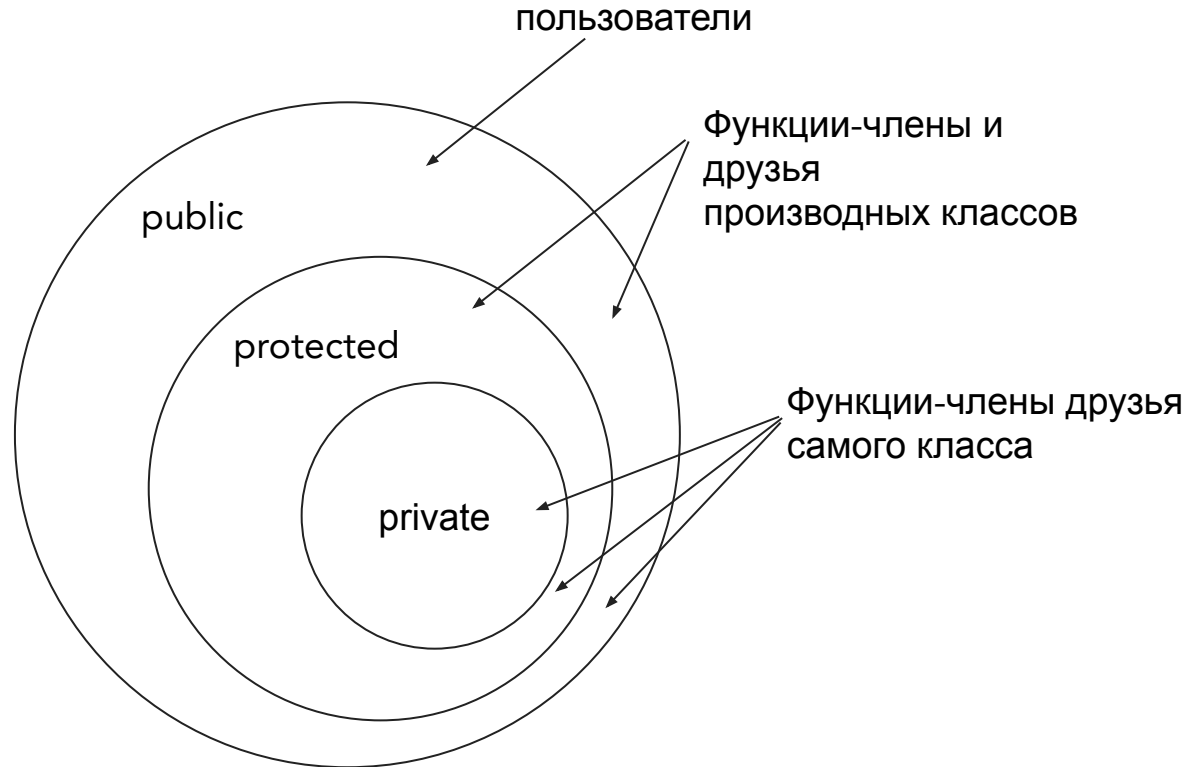 пользователи
Функции-члены и
друзья
производных классов
public
protected
Функции-члены друзья
самого класса
private